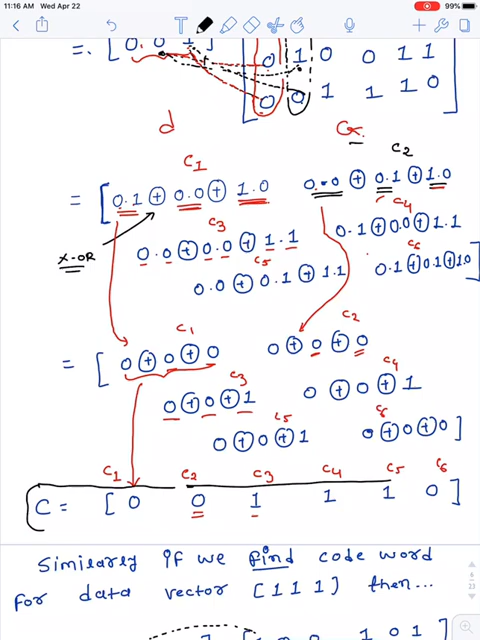 11:16 AM Wed Apr 22
99%
=. [ 0. 0 1 ]
0 1 0 0 1 1
0 0 1 1 1 0 ]
d
G
C1
C2
= [ 0.1 ⊕ 0.0 ⊕ 1.0 0.0 ⊕ 0.1 ⊕ 1.0
C3
C4
X-OR
0.0 ⊕ 0.0 ⊕ 1.1 0.1 ⊕ 0.0 ⊕ 1.1
C5
C6
0.0 ⊕ 0.1 ⊕ 1.1 0.1 ⊕ 0.1 ⊕ 1.0 ]
C1
C2
= [ 0 ⊕ 0 ⊕ 0 0 ⊕ 0 ⊕ 0
C3
C4
0 ⊕ 0 ⊕ 1 0 ⊕ 0 ⊕ 1
C5
C6
0 ⊕ 0 ⊕ 1 0 ⊕ 0 ⊕ 0 ]
C1 C2 C3 C4 C5 C6
C = [ 0 0 1 1 1 0 ]
Similarly if we find code word
for data vector [111] then...
6
23
1 0 1 ]